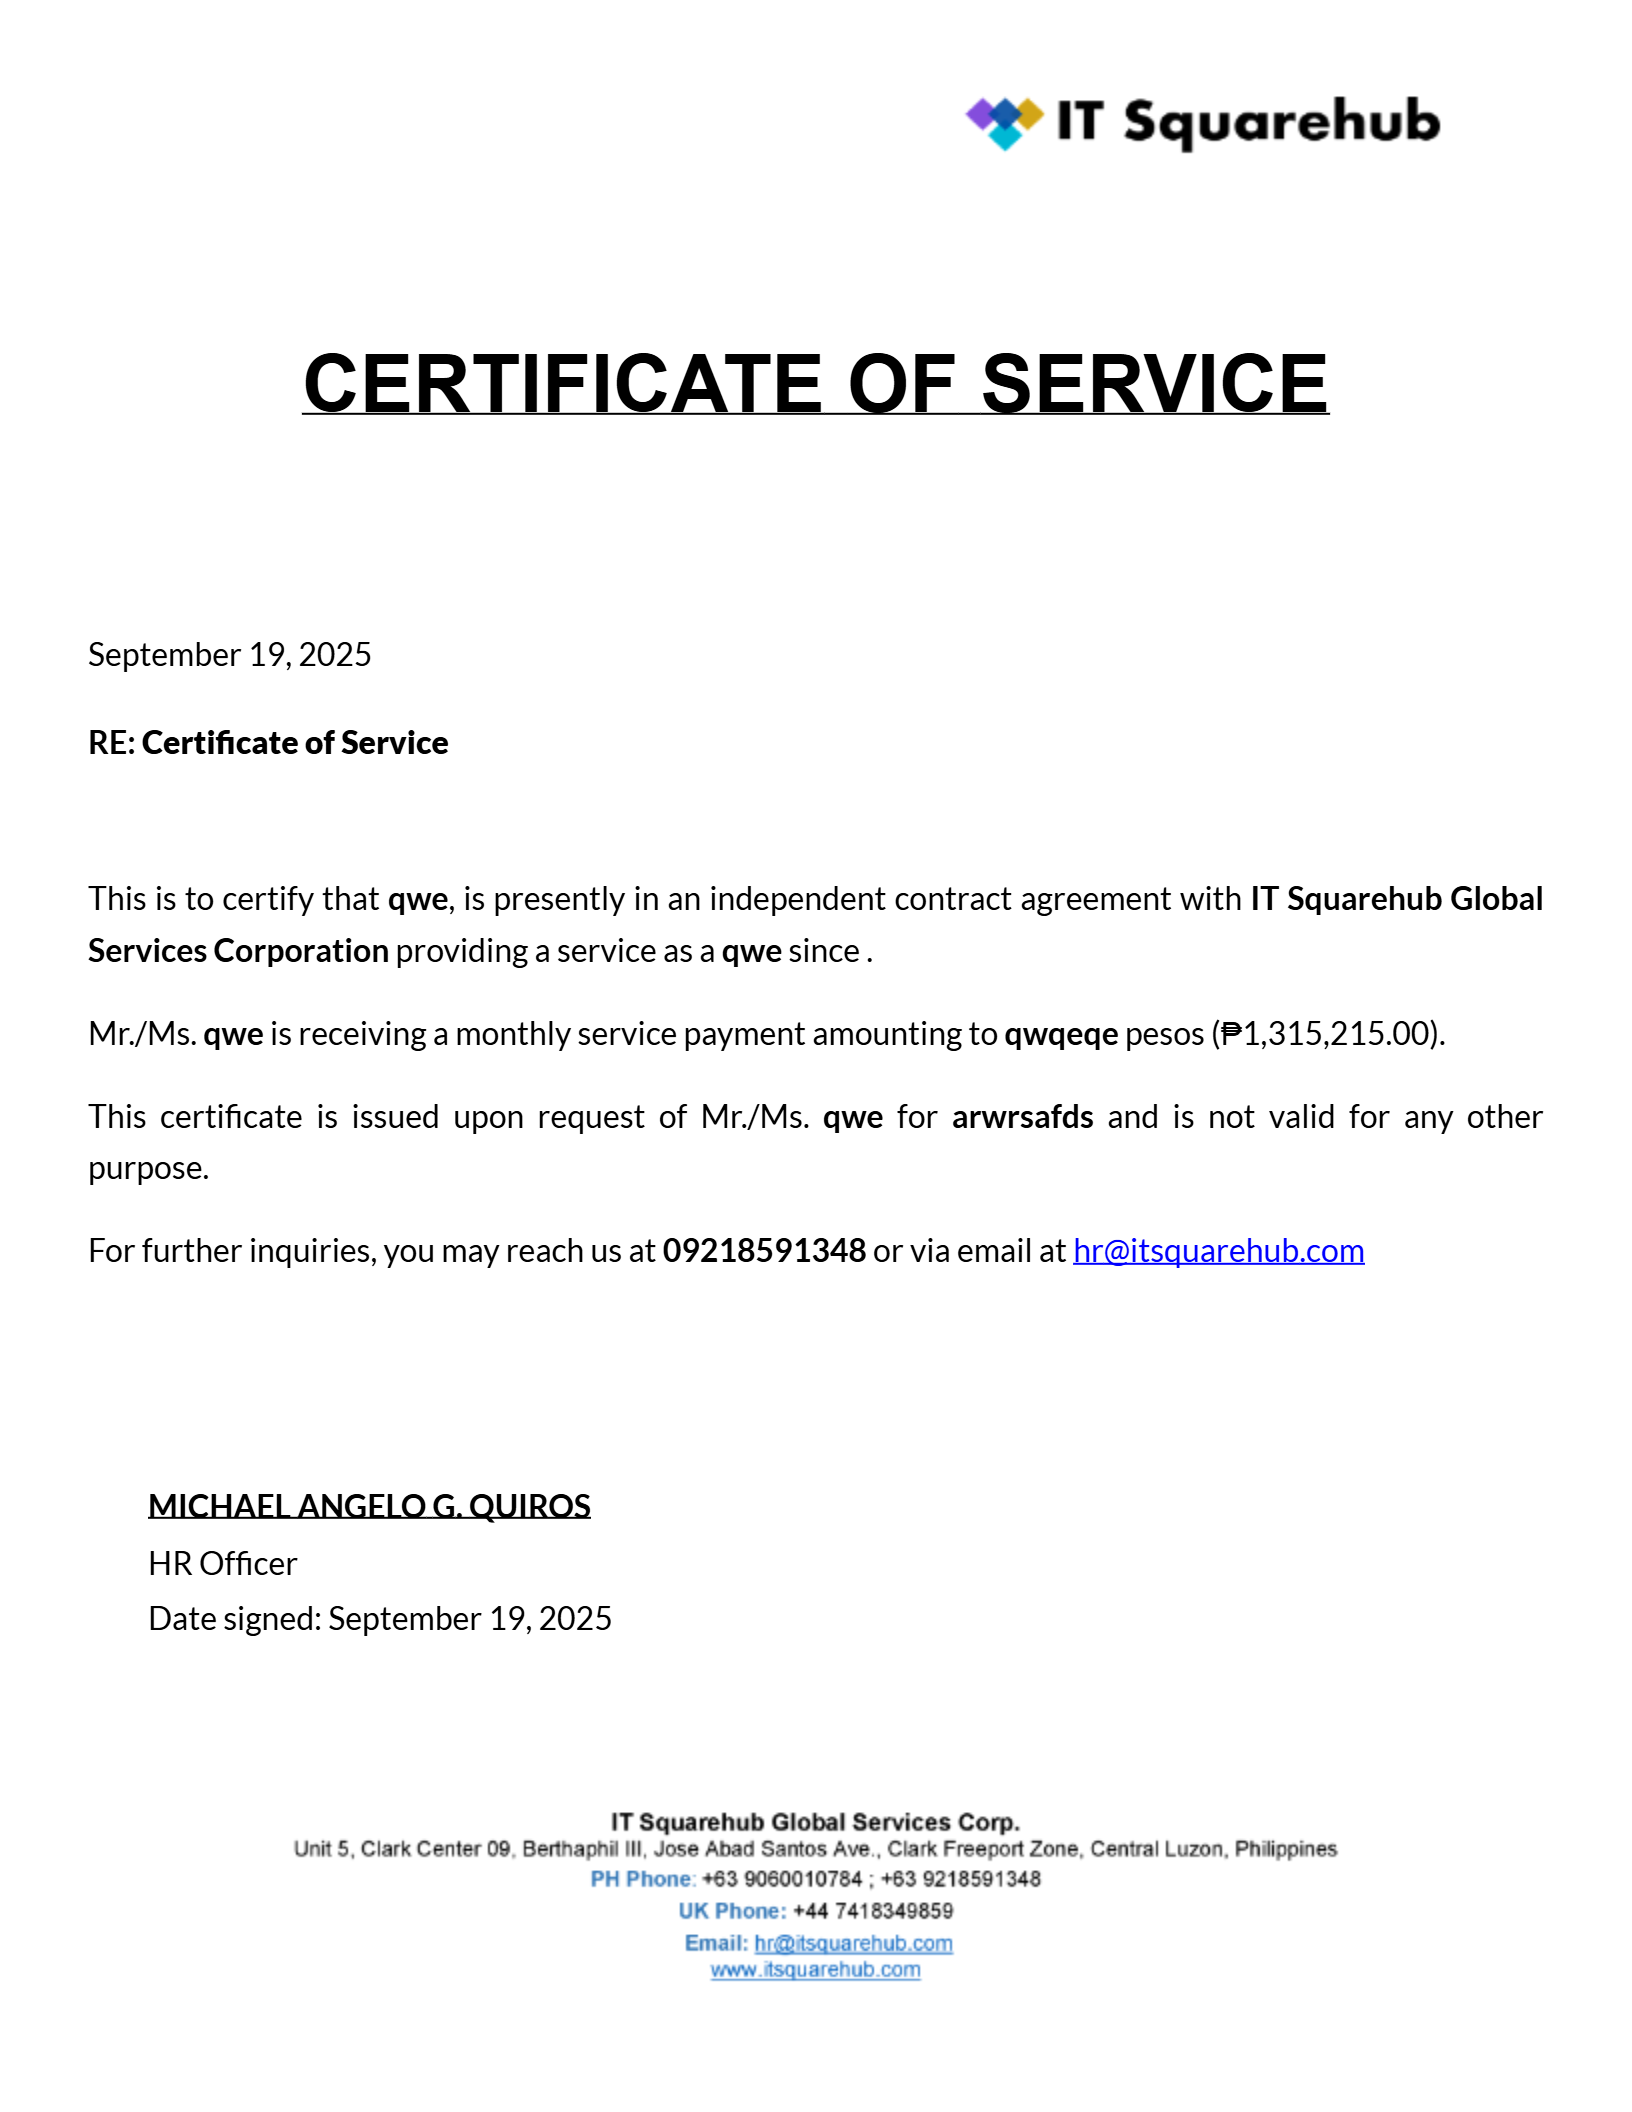 IT Squarehub
CERTIFICATE OF SERVICE
September 19, 2025
RE: Certificate of Service
This is to certify that qwe, is presently in an independent contract agreement with IT Squarehub Global
Services Corporation providing a service as a qwe since .
Mr./Ms. qwe is receiving a monthly service payment amounting to qwqeqe pesos (₱1,315,215.00).
This certificate is issued upon request of Mr./Ms. qwe for arwrsafds and is not valid for any other
purpose.
For further inquiries, you may reach us at 09218591348 or via email at hr@itsquarehub.com
MICHAEL ANGELO G. QUIROS
HR Officer
Date signed: September 19, 2025
IT Squarehub Global Services Corp.
Unit 5, Clark Center 09, Berthaphil III, Jose Abad Santos Ave., Clark Freeport Zone, Central Luzon, Philippines
PH Phone: +63 9060010784 ; +63 9218591348
UK Phone: +44 7418349859
Email: hr@itsquarehub.com
www.itsquarehub.com